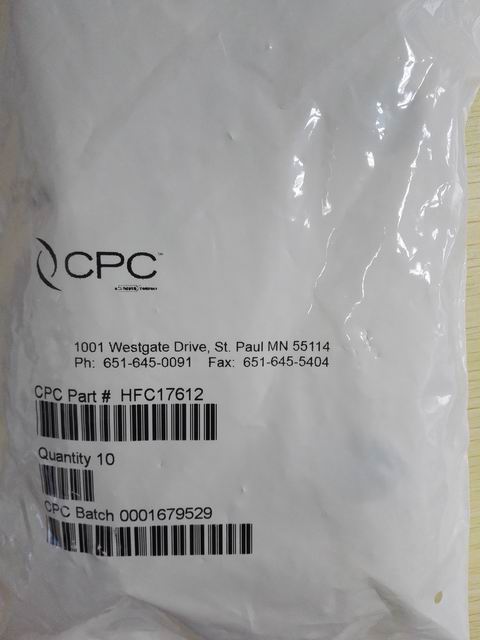 CPC™
1001 Westgate Drive, St. Paul MN 55114
Ph: 651-645-0091 Fax: 651-645-5404
CPC Part # HFC17612
Quantity 10
CPC Batch 0001679529